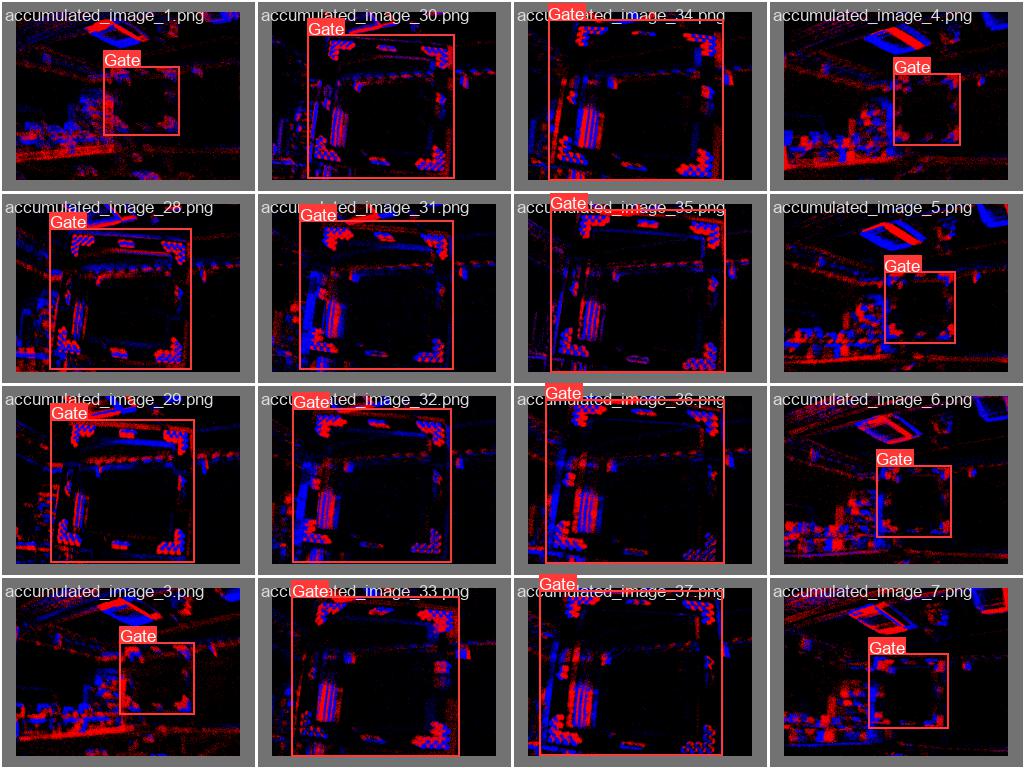 accumulated_image_1.png
Gate
accumulated_image_30.png
Gate
accumulated_image_34.png
Gate
accumulated_image_4.png
Gate
accumulated_image_28.png
Gate
accumulated_image_31.png
Gate
accumulated_image_35.png
Gate
accumulated_image_5.png
Gate
accumulated_image_29.png
Gate
accumulated_image_32.png
Gate
accumulated_image_36.png
Gate
accumulated_image_6.png
Gate
accumulated_image_3.png
Gate
accumulated_image_33.png
Gate
accumulated_image_37.png
Gate
accumulated_image_7.png
Gate